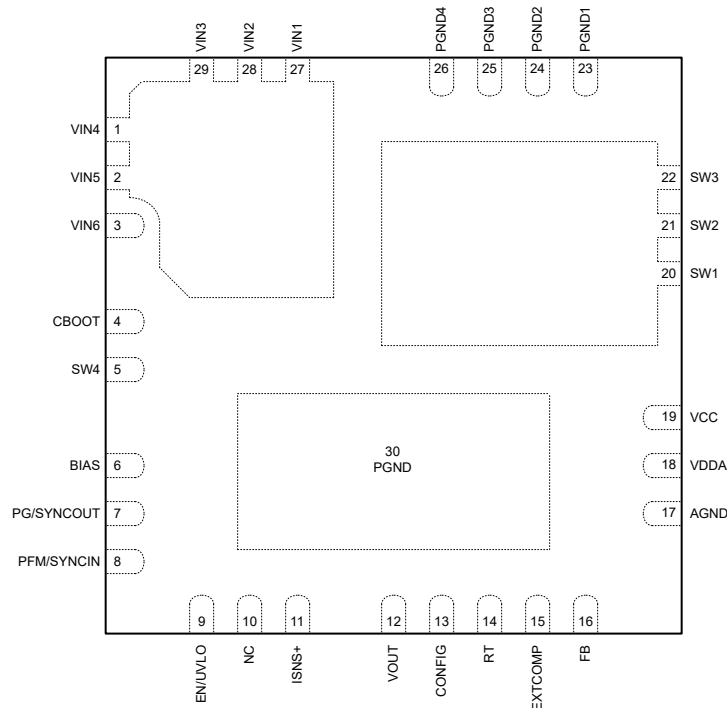 VIN3
VIN2
VIN1
PGND4
PGND3
PGND2
PGND1
29
28
27
26
25
24
23
VIN4 1
VIN5 2
VIN6 3
CBOOT 4
SW4 5
BIAS 6
PG/SYNCOUT 7
PFM/SYNCIN 8
22 SW3
21 SW2
20 SW1
19 VCC
18 VDDA
17 AGND
30
PGND
9
10
11
12
13
14
15
16
EN/UVLO
NC
ISNS+
VOUT
CONFIG
RT
EXTCOMP
FB